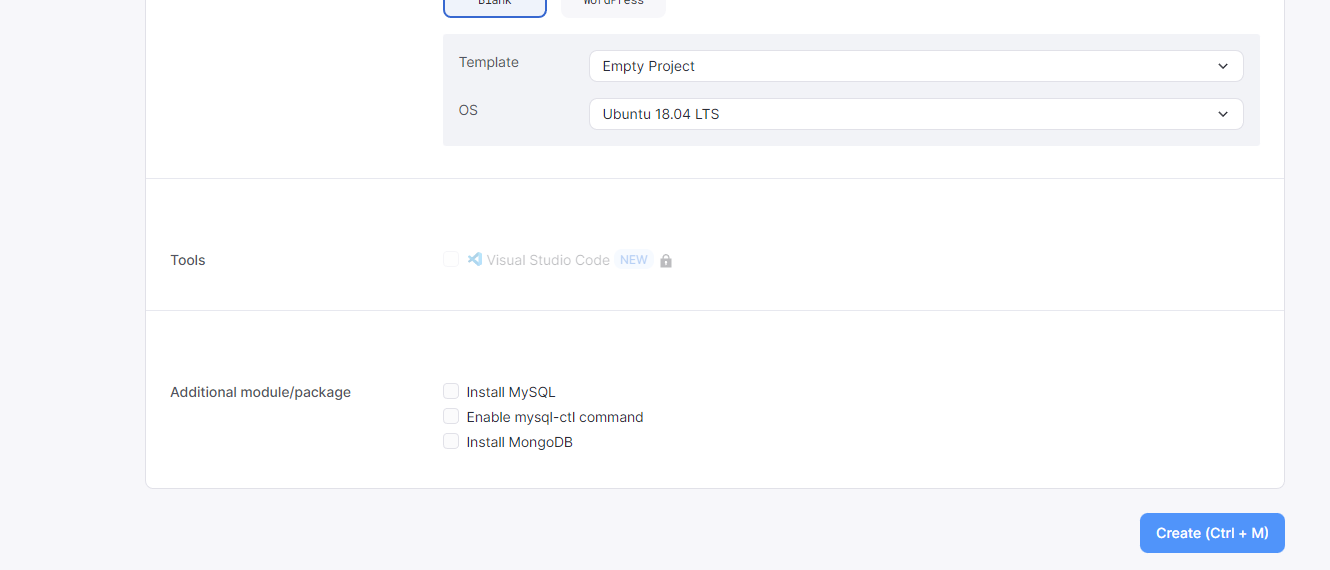 Blank WordPress
Template Empty Project
OS Ubuntu 18.04 LTS
Tools Visual Studio Code NEW
Additional module/package Install MySQL
Enable mysql-ctl command
Install MongoDB
Create (Ctrl + M)